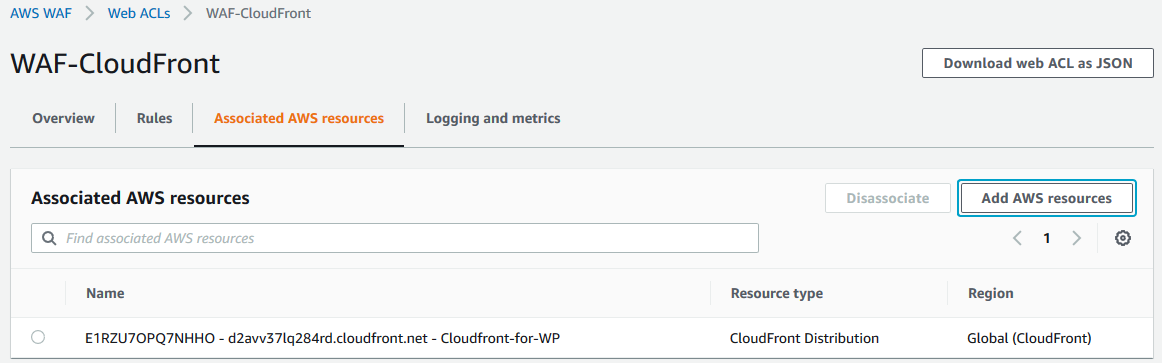 AWS WAF > Web ACLs > WAF-CloudFront
WAF-CloudFront
Download web ACL as JSON
Overview Rules Associated AWS resources Logging and metrics
Associated AWS resources
Disassociate Add AWS resources
Find associated AWS resources
1
Name Resource type Region
E1RZU7OPQ7NHHO - d2avv37lq284rd.cloudfront.net - Cloudfront-for-WP CloudFront Distribution Global (CloudFront)